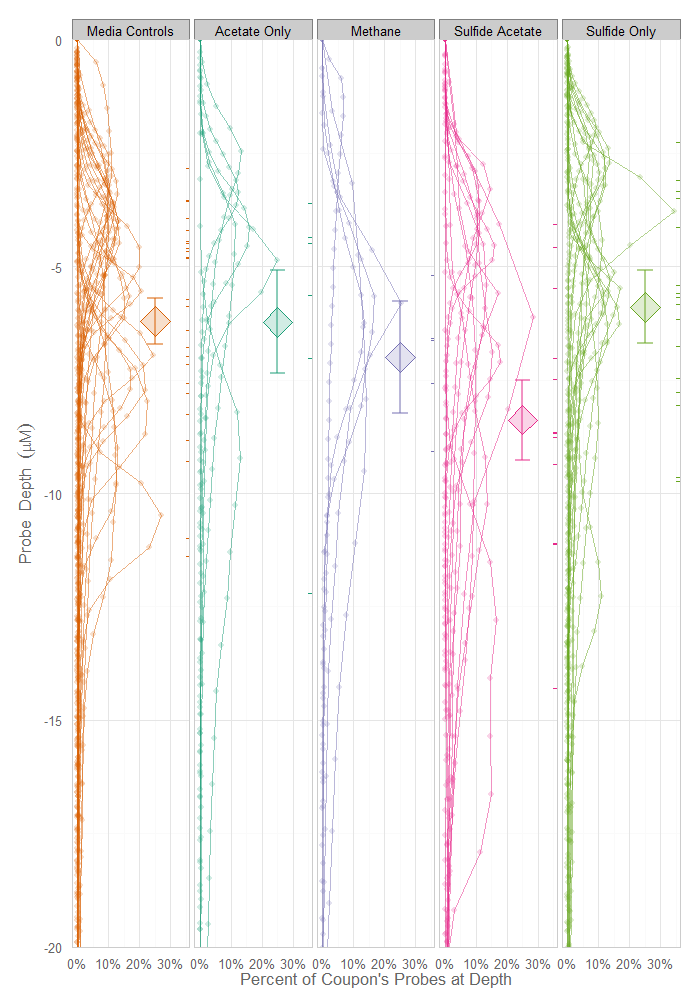 Media Controls Acetate Only Methane Sulfide Acetate Sulfide Only
0
-5
-10
-15
-20
Probe Depth (μM)
0% 10% 20% 30% 0% 10% 20% 30% 0% 10% 20% 30% 0% 10% 20% 30% 0% 10% 20% 30%
Percent of Coupon's Probes at Depth